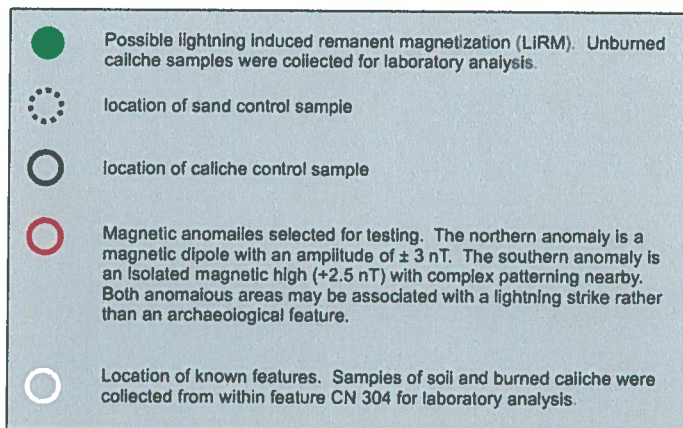 Possible lightning induced remanent magnetization (LIRM). Unburned
caliche samples were collected for laboratory analysis.
location of sand control sample
location of caliche control sample
Magnetic anomalies selected for testing. The northern anomaly is a
magnetic dipole with an amplitude of ± 3 nT. The southern anomaly is
an isolated magnetic high (+2.5 nT) with complex patterning nearby.
Both anomalous areas may be associated with a lightning strike rather
than an archaeological feature.
Location of known features. Samples of soil and burned caliche were
collected from within feature CN 304 for laboratory analysis.